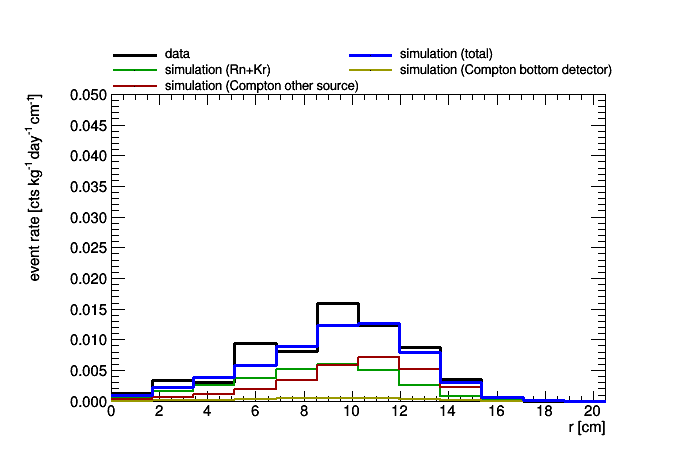 data
simulation (total)
simulation (Rn+Kr)
simulation (Compton bottom detector)
simulation (Compton other source)
event rate [cts kg⁻¹ day⁻¹ cm⁻¹]
0.050
0.045
0.040
0.035
0.030
0.025
0.020
0.015
0.010
0.005
0.000
0 2 4 6 8 10 12 14 16 18 20
r [cm]